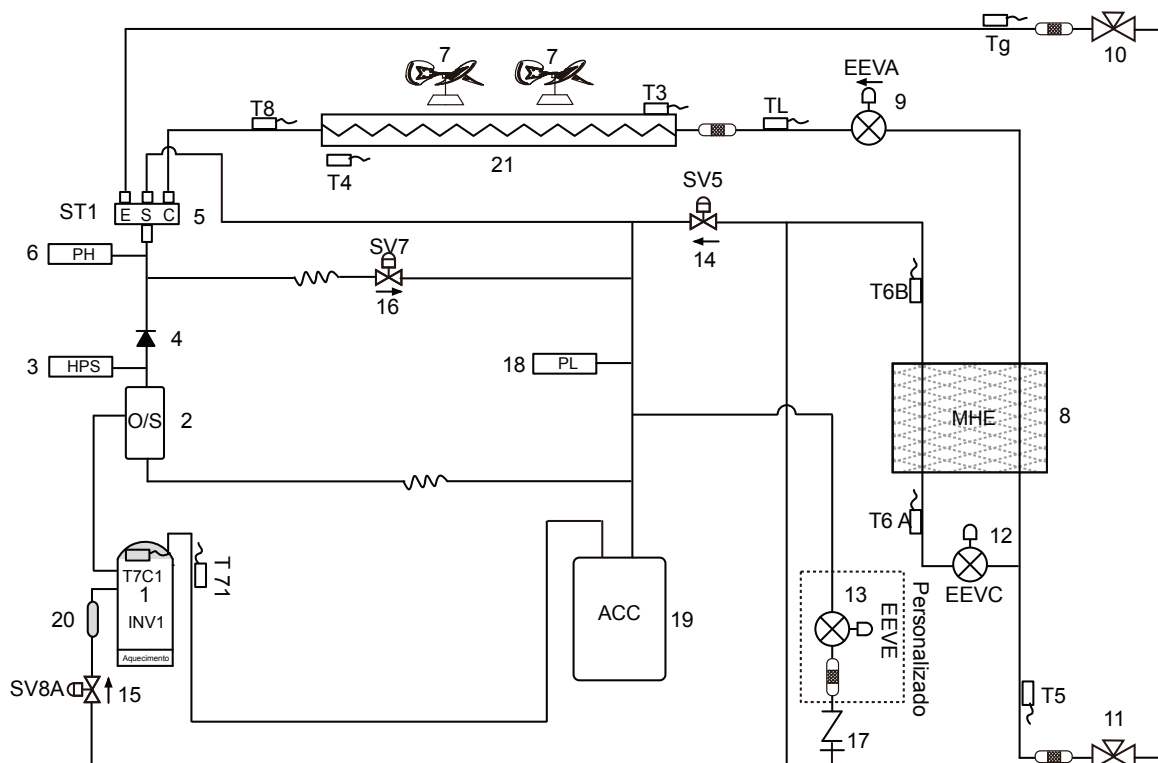 Tg
10
7
7
EEVA
9
T8
T3
TL
21
T4
SV5
ST1
E S C
5
6
PH
SV7
14
16
T6B
4
3
HPS
18
PL
O/S
2
MHE
8
T6 A
12
T7C1
1
INV1
Aquecimento
T 71
EEVC
20
ACC
19
13
EEVE
Personalizado
SV8A
15
T5
11
17